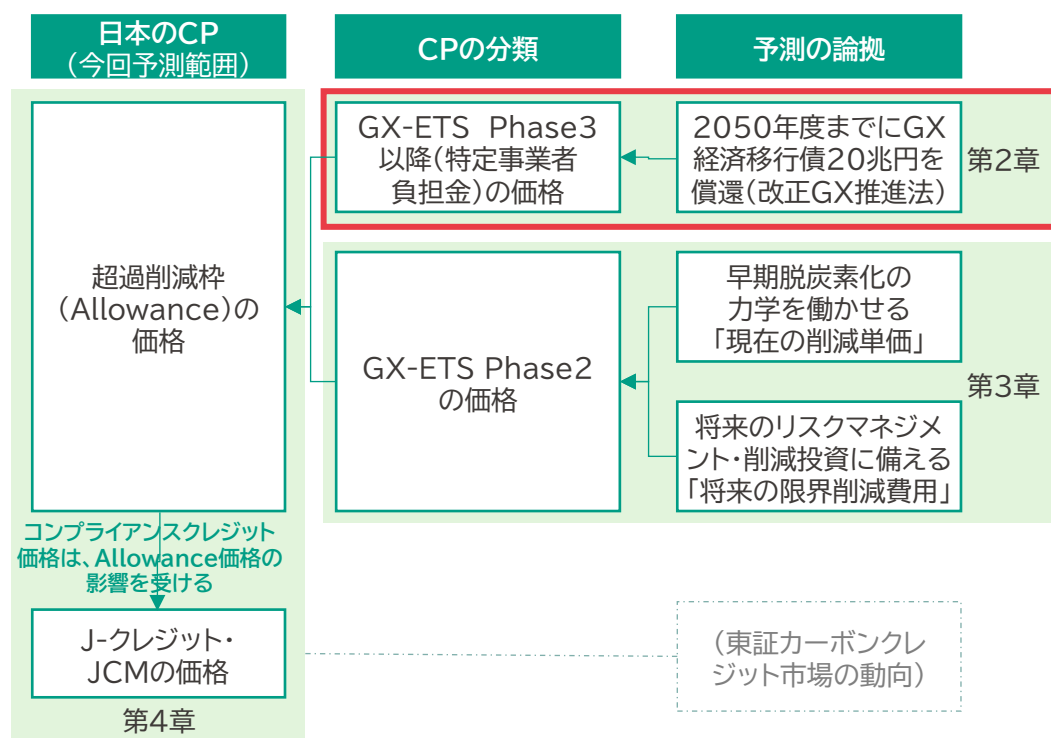 日本のCP
(今回予測範囲)
CPの分類
予測の論拠
GX-ETS Phase3
以降(特定事業者
負担金)の価格
2050年度までにGX
経済移行債20兆円を
償還(改正GX推進法)
第2章
超過削減枠
(Allowance)の
価格
GX-ETS Phase2
の価格
早期脱炭素化の
力学を働かせる
「現在の削減単価」
第3章
将来のリスクマネジメ
ント・削減投資に備える
「将来の限界削減費用」
コンプライアンスクレジット
価格は、Allowance価格の
影響を受ける
J-クレジット・
JCMの価格
(東証カーボンクレ
ジット市場の動向)
第4章